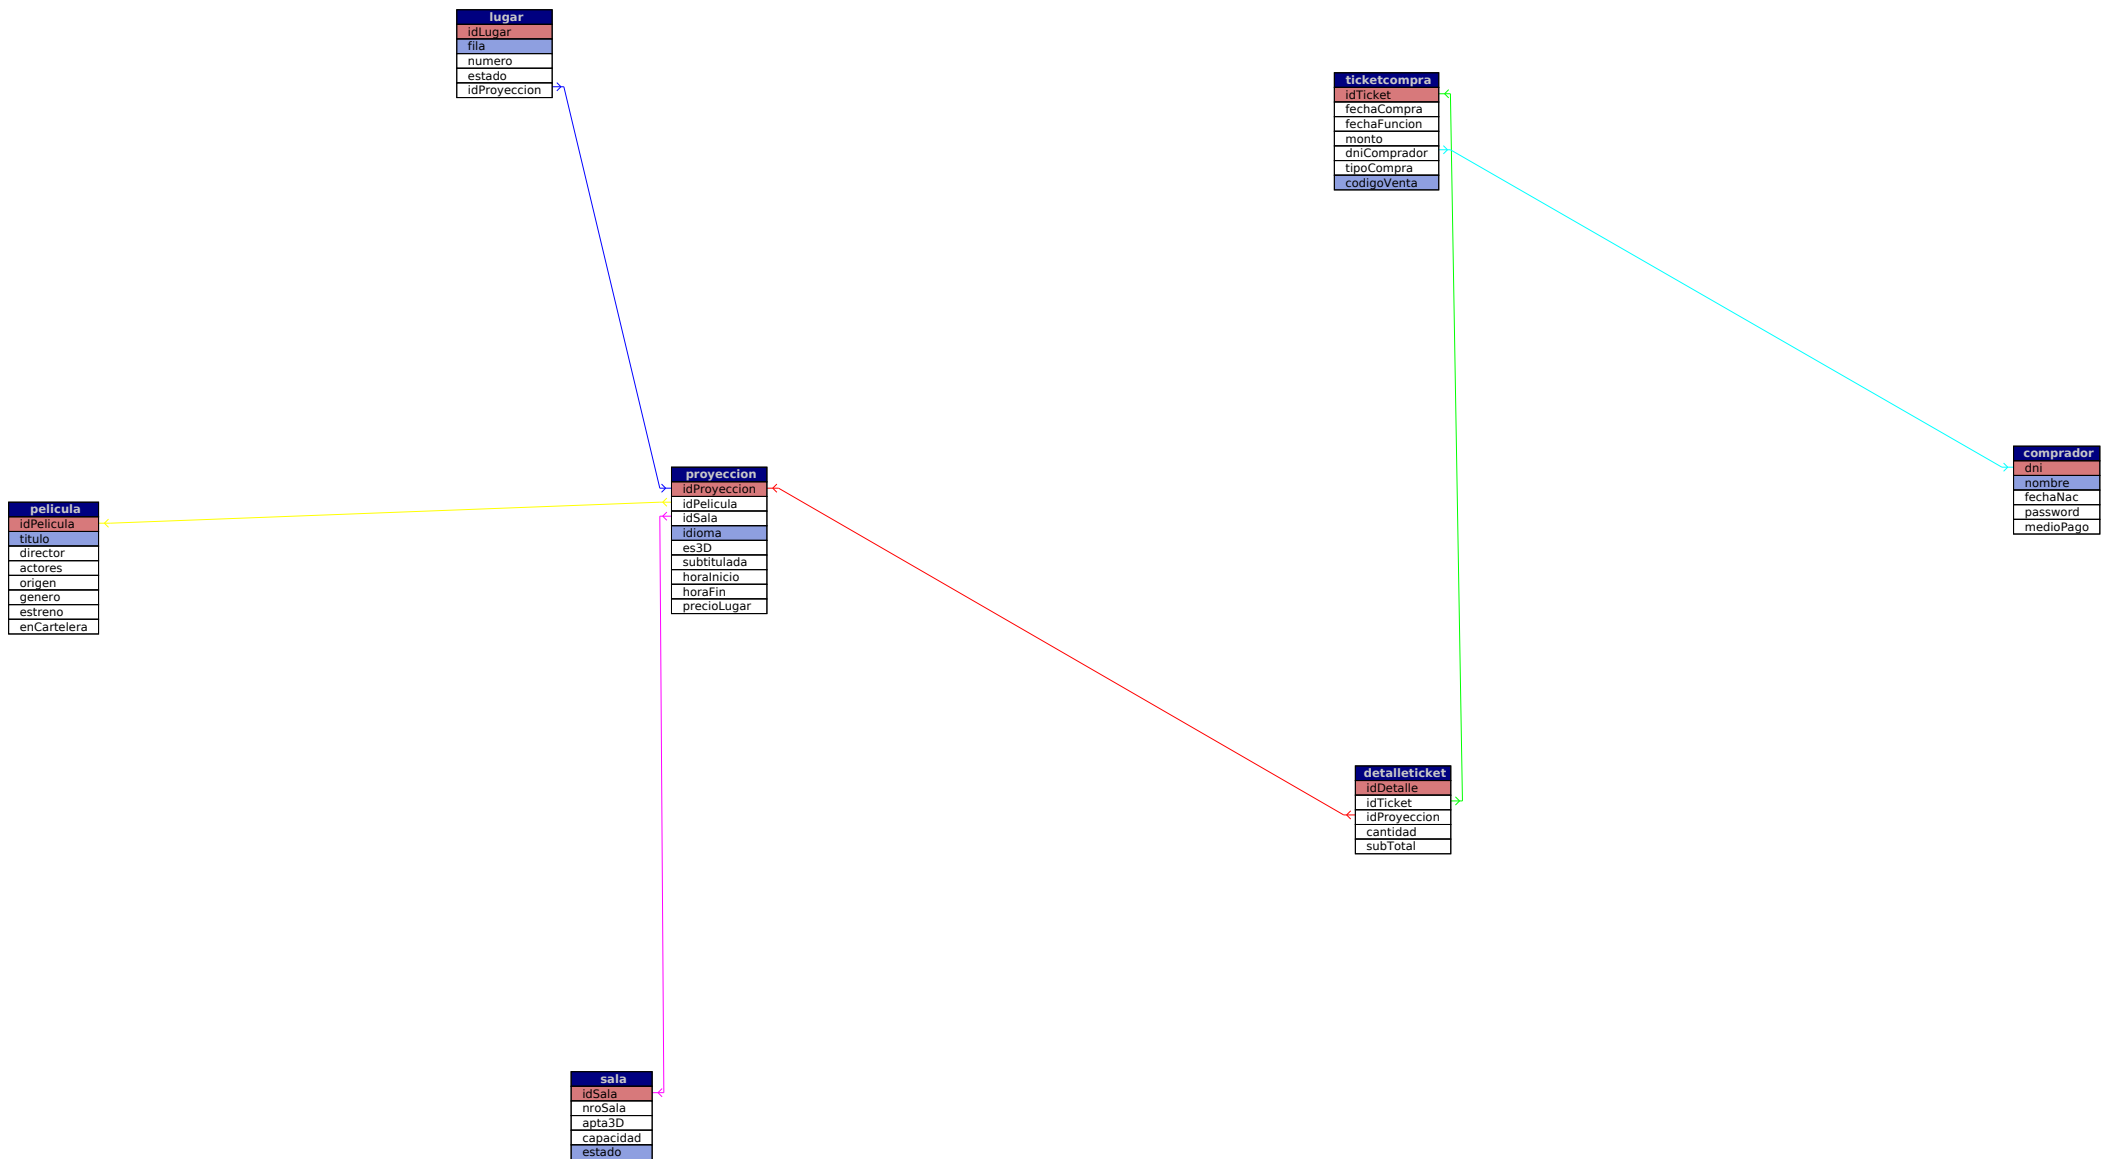 lugar
idLugar
fila
numero
estado
idProyeccion
ticketcompra
idTicket
fechaCompra
fechaFuncion
monto
dniComprador
tipoCompra
codigoVenta
comprador
dni
nombre
fechaNac
password
medioPago
proyeccion
idProyeccion
idPelicula
idSala
idioma
es3D
subtitulada
horaInicio
horaFin
precioLugar
pelicula
idPelicula
titulo
director
actores
origen
genero
estreno
enCartelera
detalleticket
idDetalle
idTicket
idProyeccion
cantidad
subTotal
sala
idSala
nroSala
apta3D
capacidad
estado